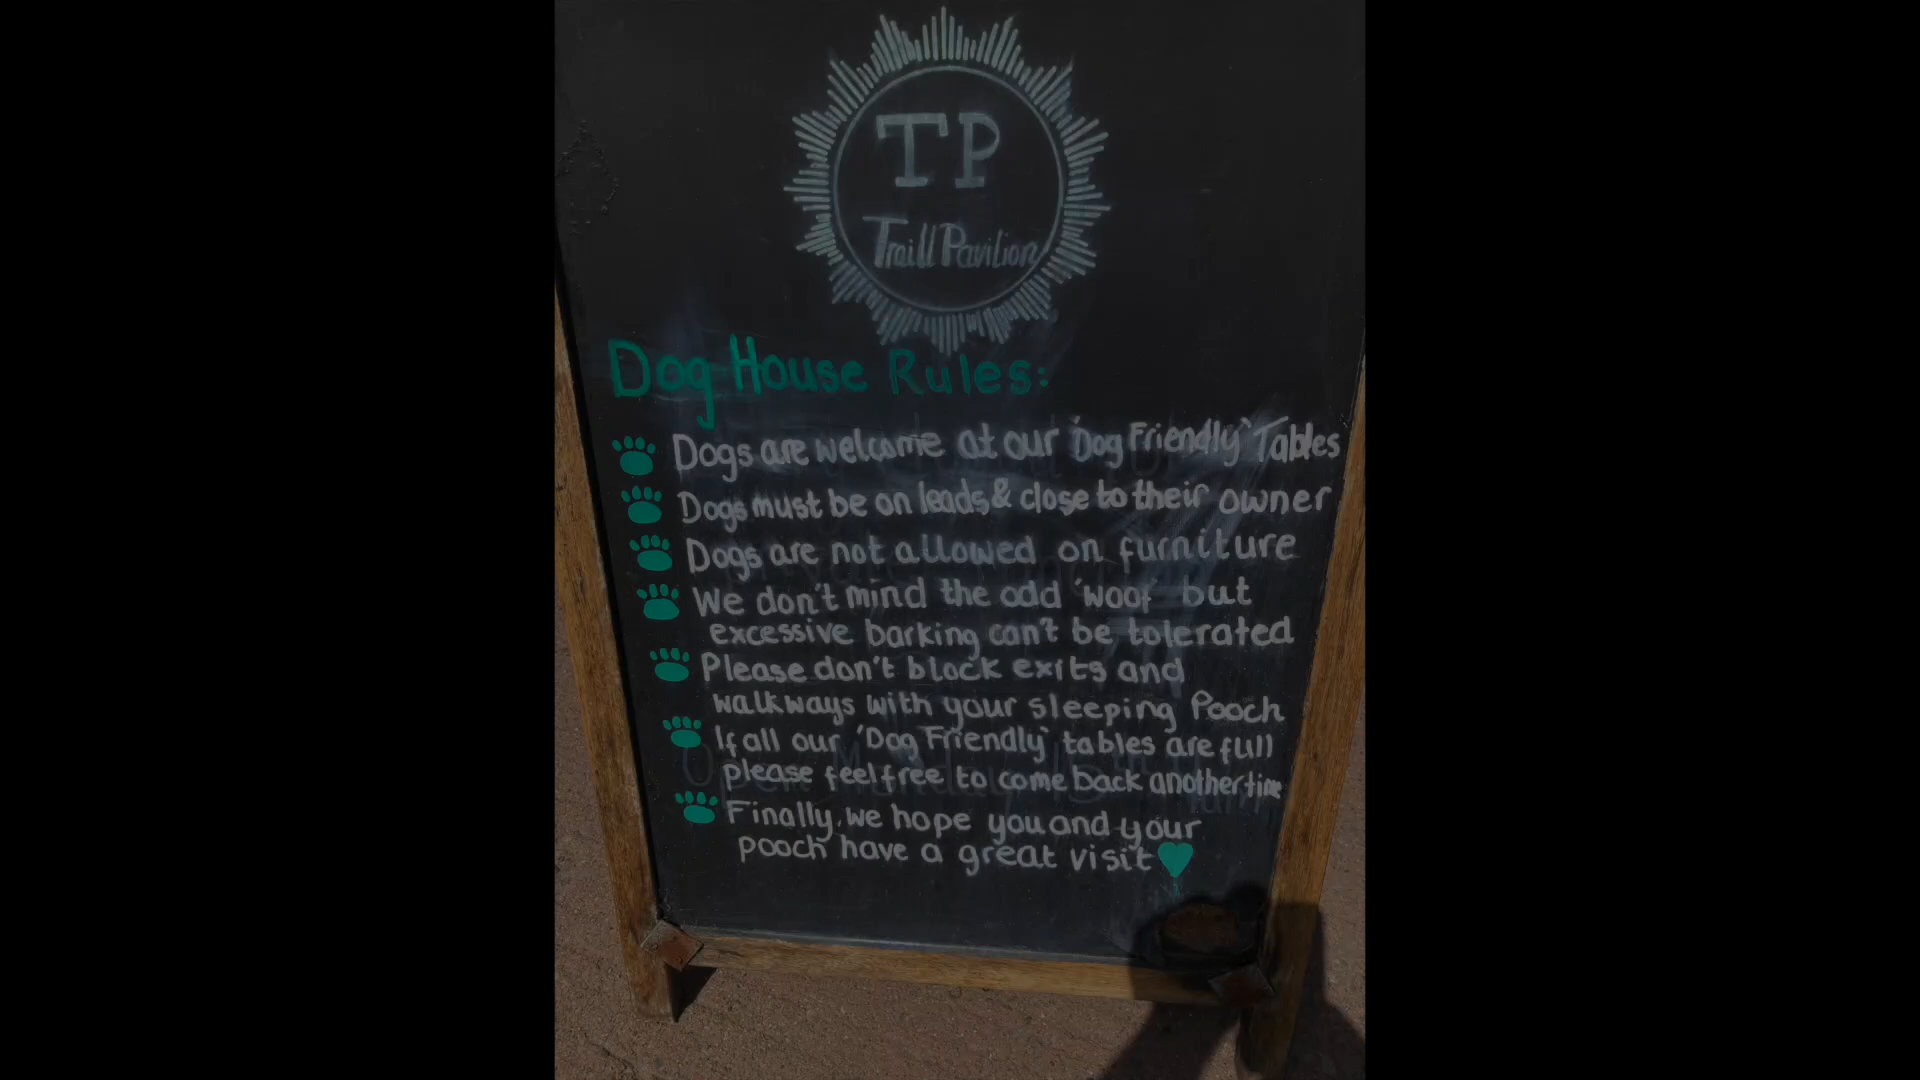 TP
Traill Pavilion
Dog House Rules:
Dogs are welcome at our 'Dog Friendly' Tables
Dogs must be on leads & close to their owner
Dogs are not allowed on furniture
We don't mind the odd 'woof' but
excessive barking can't be tolerated
Please don't block exits and
walkways with your sleeping Pooch
If all our 'Dog Friendly' tables are full
please feel free to come back another time
Finally, we hope you and your
pooch have a great visit